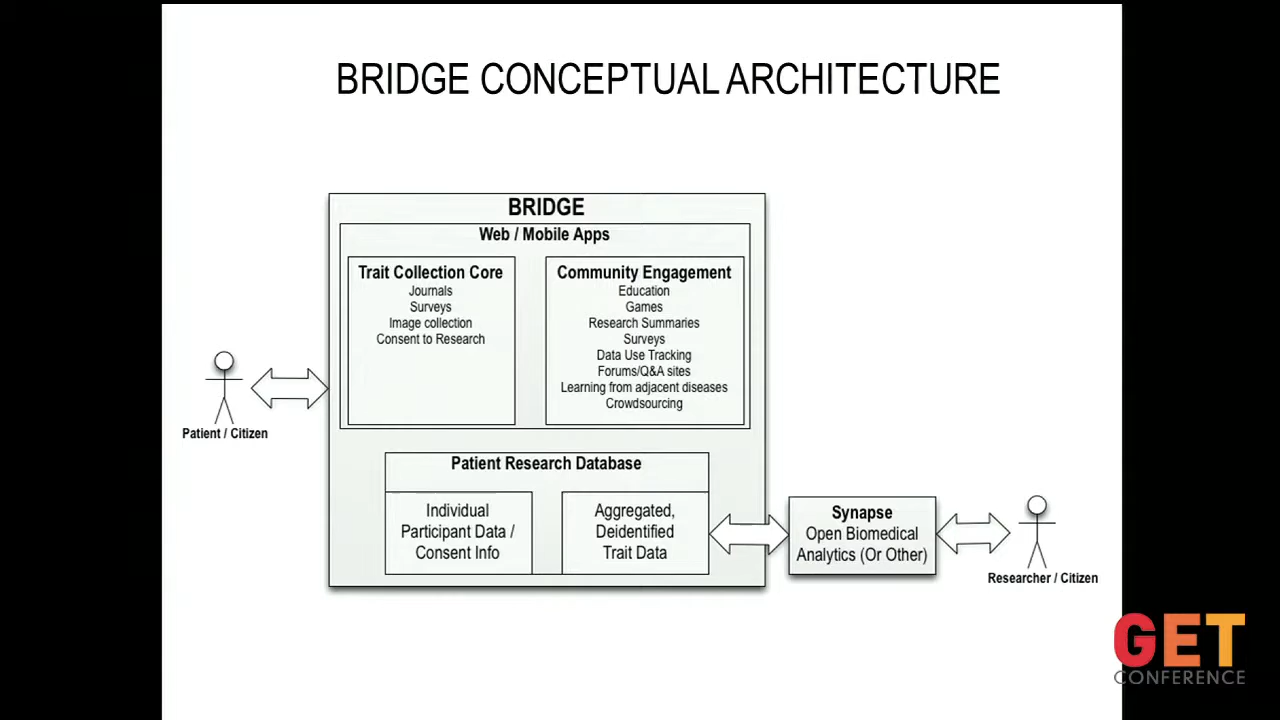 BRIDGE CONCEPTUAL ARCHITECTURE
BRIDGE
Web / Mobile Apps
Trait Collection Core
Journals
Surveys
Image collection
Consent to Research
Community Engagement
Education
Games
Research Summaries
Surveys
Data Use Tracking
Forums/Q&A sites
Learning from adjacent diseases
Crowdsourcing
Patient / Citizen
Patient Research Database
Individual
Participant Data /
Consent Info
Aggregated,
Deidentified
Trait Data
Synapse
Open Biomedical
Analytics (Or Other)
Researcher / Citizen
GET
CONFERENCE